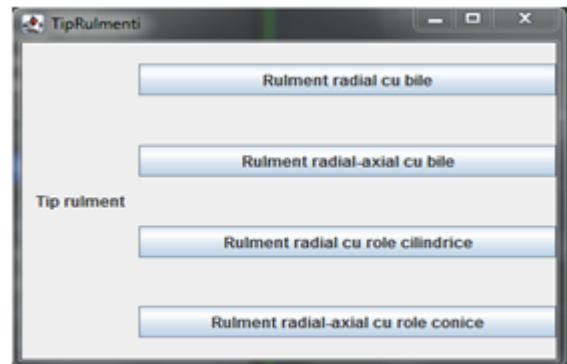 TipRulmenti
Rulment radial cu bile
Rulment radial-axial cu bile
Tip rulment
Rulment radial cu role cilindrice
Rulment radial-axial cu role conice